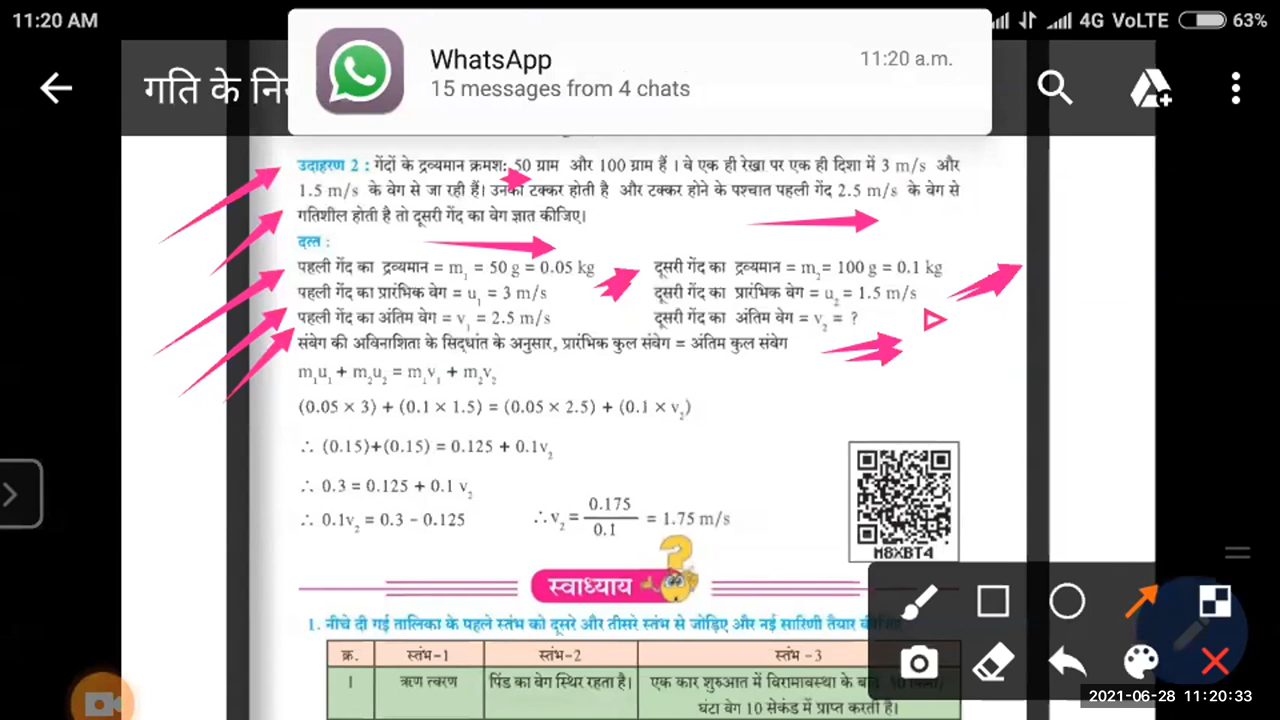 11:20 AM
4G VoLTE 63%
गति के
WhatsApp
11:20 a.m.
15 messages from 4 chats
उदाहरण 2 : गेंदों के द्रव्यमान क्रमश: 50 ग्राम और 100 ग्राम हैं । वे एक ही रेखा पर एक ही दिशा में 3 m/s और
1.5 m/s के वेग से जा रही हैं। उनकी टक्कर होती है और टक्कर होने के पश्चात पहली गेंद 2.5 m/s के वेग से
गतिशील होती है तो दूसरी गेंद का वेग ज्ञात कीजिए।
दत्त :
पहली गेंद का द्रव्यमान = m₁ = 50 g = 0.05 kg दूसरी गेंद का द्रव्यमान = m₂ = 100 g = 0.1 kg
पहली गेंद का प्रारंभिक वेग = u₁ = 3 m/s दूसरी गेंद का प्रारंभिक वेग = u₂ = 1.5 m/s
पहली गेंद का अंतिम वेग = v₁ = 2.5 m/s दूसरी गेंद का अंतिम वेग = v₂ = ?
संवेग की अविनाशिता के सिद्धांत के अनुसार, प्रारंभिक कुल संवेग = अंतिम कुल संवेग
m₁u₁ + m₂u₂ = m₁v₁ + m₂v₂
(0.05 × 3) + (0.1 × 1.5) = (0.05 × 2.5) + (0.1 × v₂)
∴ (0.15)+(0.15) = 0.125 + 0.1v₂
∴ 0.3 = 0.125 + 0.1 v₂
∴ 0.1v₂ = 0.3 - 0.125 ∴ v₂ = 0.175 / 0.1 = 1.75 m/s
M8XBT4
स्वाध्याय
1. नीचे दी गई तालिका के पहले स्तंभ को दूसरे और तीसरे स्तंभ से जोड़िए और नई सारिणी तैयार
क्र. स्तंभ-1 स्तंभ-2 स्तंभ -3
1 ऋण त्वरण पिंड का वेग स्थिर रहता है। एक कार शुरुआत में विरामावस्था के बाद
घंटा वेग 10 सेकंड में प्राप्त करती है।
2021-06-28 11:20:33